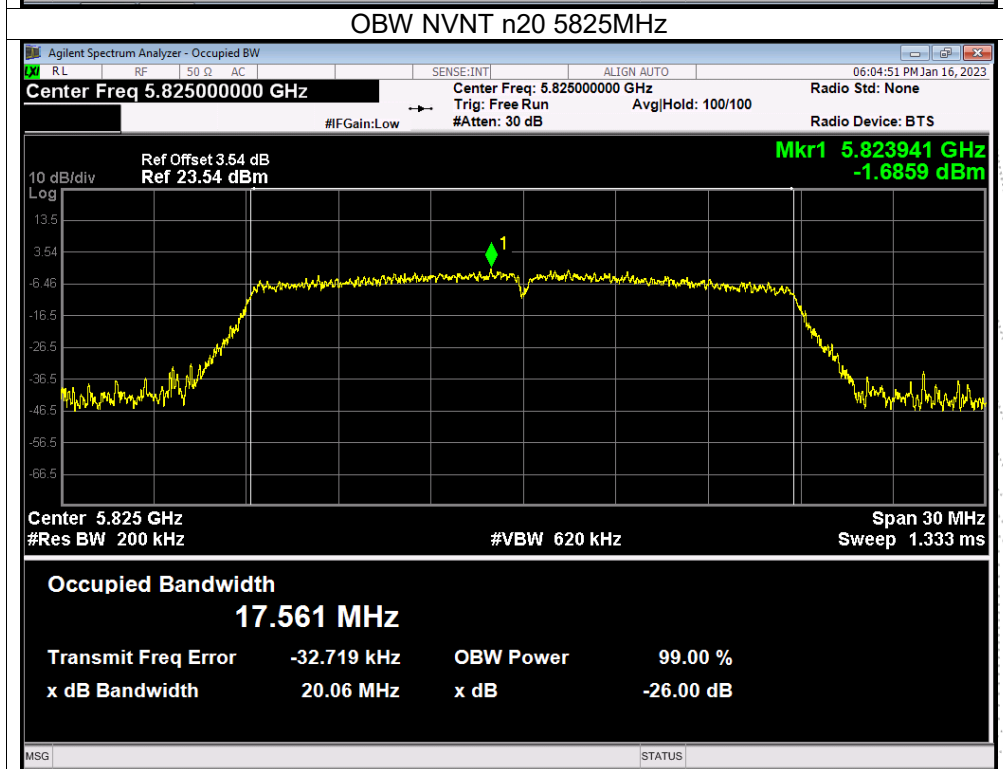 OBW NVNT n20 5825MHz
Agilent Spectrum Analyzer - Occupied BW
LXI RL RF 50 Ω AC SENSE:INT ALIGN AUTO 06:04:51 PM Jan 16, 2023
Center Freq 5.825000000 GHz Center Freq: 5.825000000 GHz Radio Std: None
Trig: Free Run Avg|Hold: 100/100
#IFGain:Low #Atten: 30 dB Radio Device: BTS
Mkr1 5.823941 GHz
-1.6859 dBm
Ref Offset 3.54 dB
10 dB/div Ref 23.54 dBm
Log
13.5
3.54
-6.46
-16.5
-26.5
-36.5
-46.5
-56.5
-66.5
1
Center 5.825 GHz Span 30 MHz
#Res BW 200 kHz #VBW 620 kHz Sweep 1.333 ms
Occupied Bandwidth
17.561 MHz
Transmit Freq Error -32.719 kHz OBW Power 99.00 %
x dB Bandwidth 20.06 MHz x dB -26.00 dB
MSG STATUS